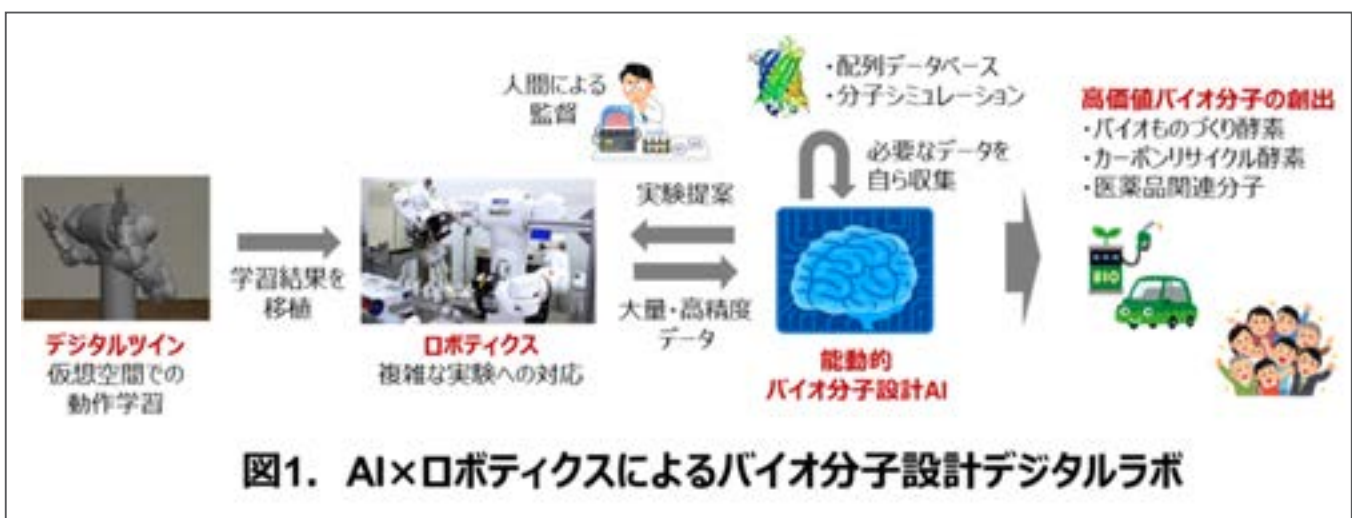 人間による
監督
・配列データベース
・分子シミュレーション
必要なデータを
自ら収集
高価値バイオ分子の創出
・バイオものづくり酵素
・カーボンリサイクル酵素
・医薬品関連分子
学習結果を
移植
実験提案
大量・高精度
データ
BIO
デジタルツイン
仮想空間での
動作学習
ロボティクス
複雑な実験への対応
能動的
バイオ分子設計AI
図1. AI×ロボティクスによるバイオ分子設計デジタルラボ